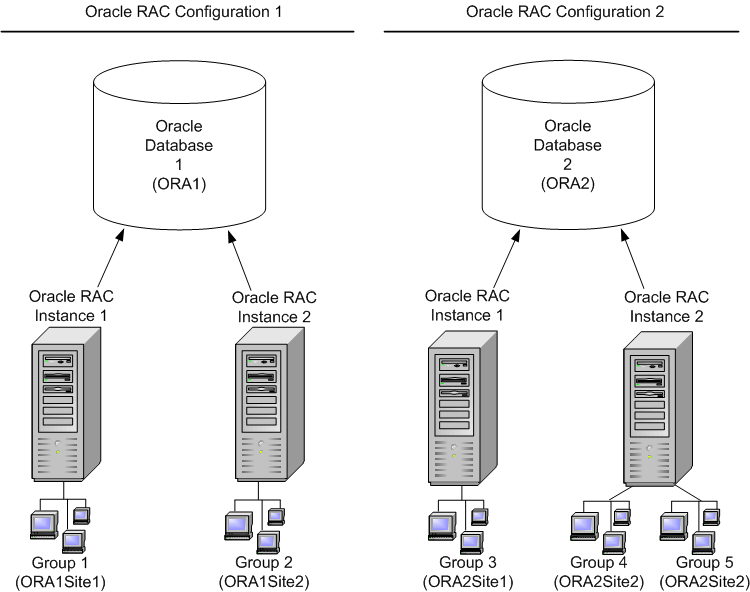 Oracle RAC Configuration 1
Oracle RAC Configuration 2
Oracle
Database
1
(ORA1)
Oracle
Database
2
(ORA2)
Oracle RAC
Instance 1
Oracle RAC
Instance 2
Oracle RAC
Instance 1
Oracle RAC
Instance 2
Group 1
(ORA1Site1)
Group 2
(ORA1Site2)
Group 3
(ORA2Site1)
Group 4
(ORA2Site2)
Group 5
(ORA2Site2)